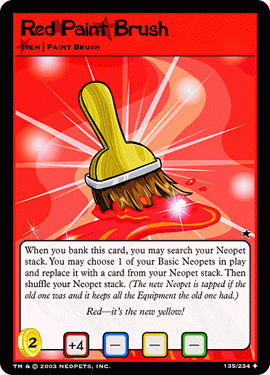 Red Paint Brush
Item | Paint Brush
When you bank this card, you may search your Neopet
stack. You may choose 1 of your Basic Neopets in play
and replace it with a card from your Neopet stack. Then
shuffle your Neopet stack. (The new Neopet is tapped if the
old one was and it keeps all the Equipment the old one had.)
Red—it's the new yellow!
2 +4 – – –
TM & © 2003 NEOPETS, INC. 135/234 ♦